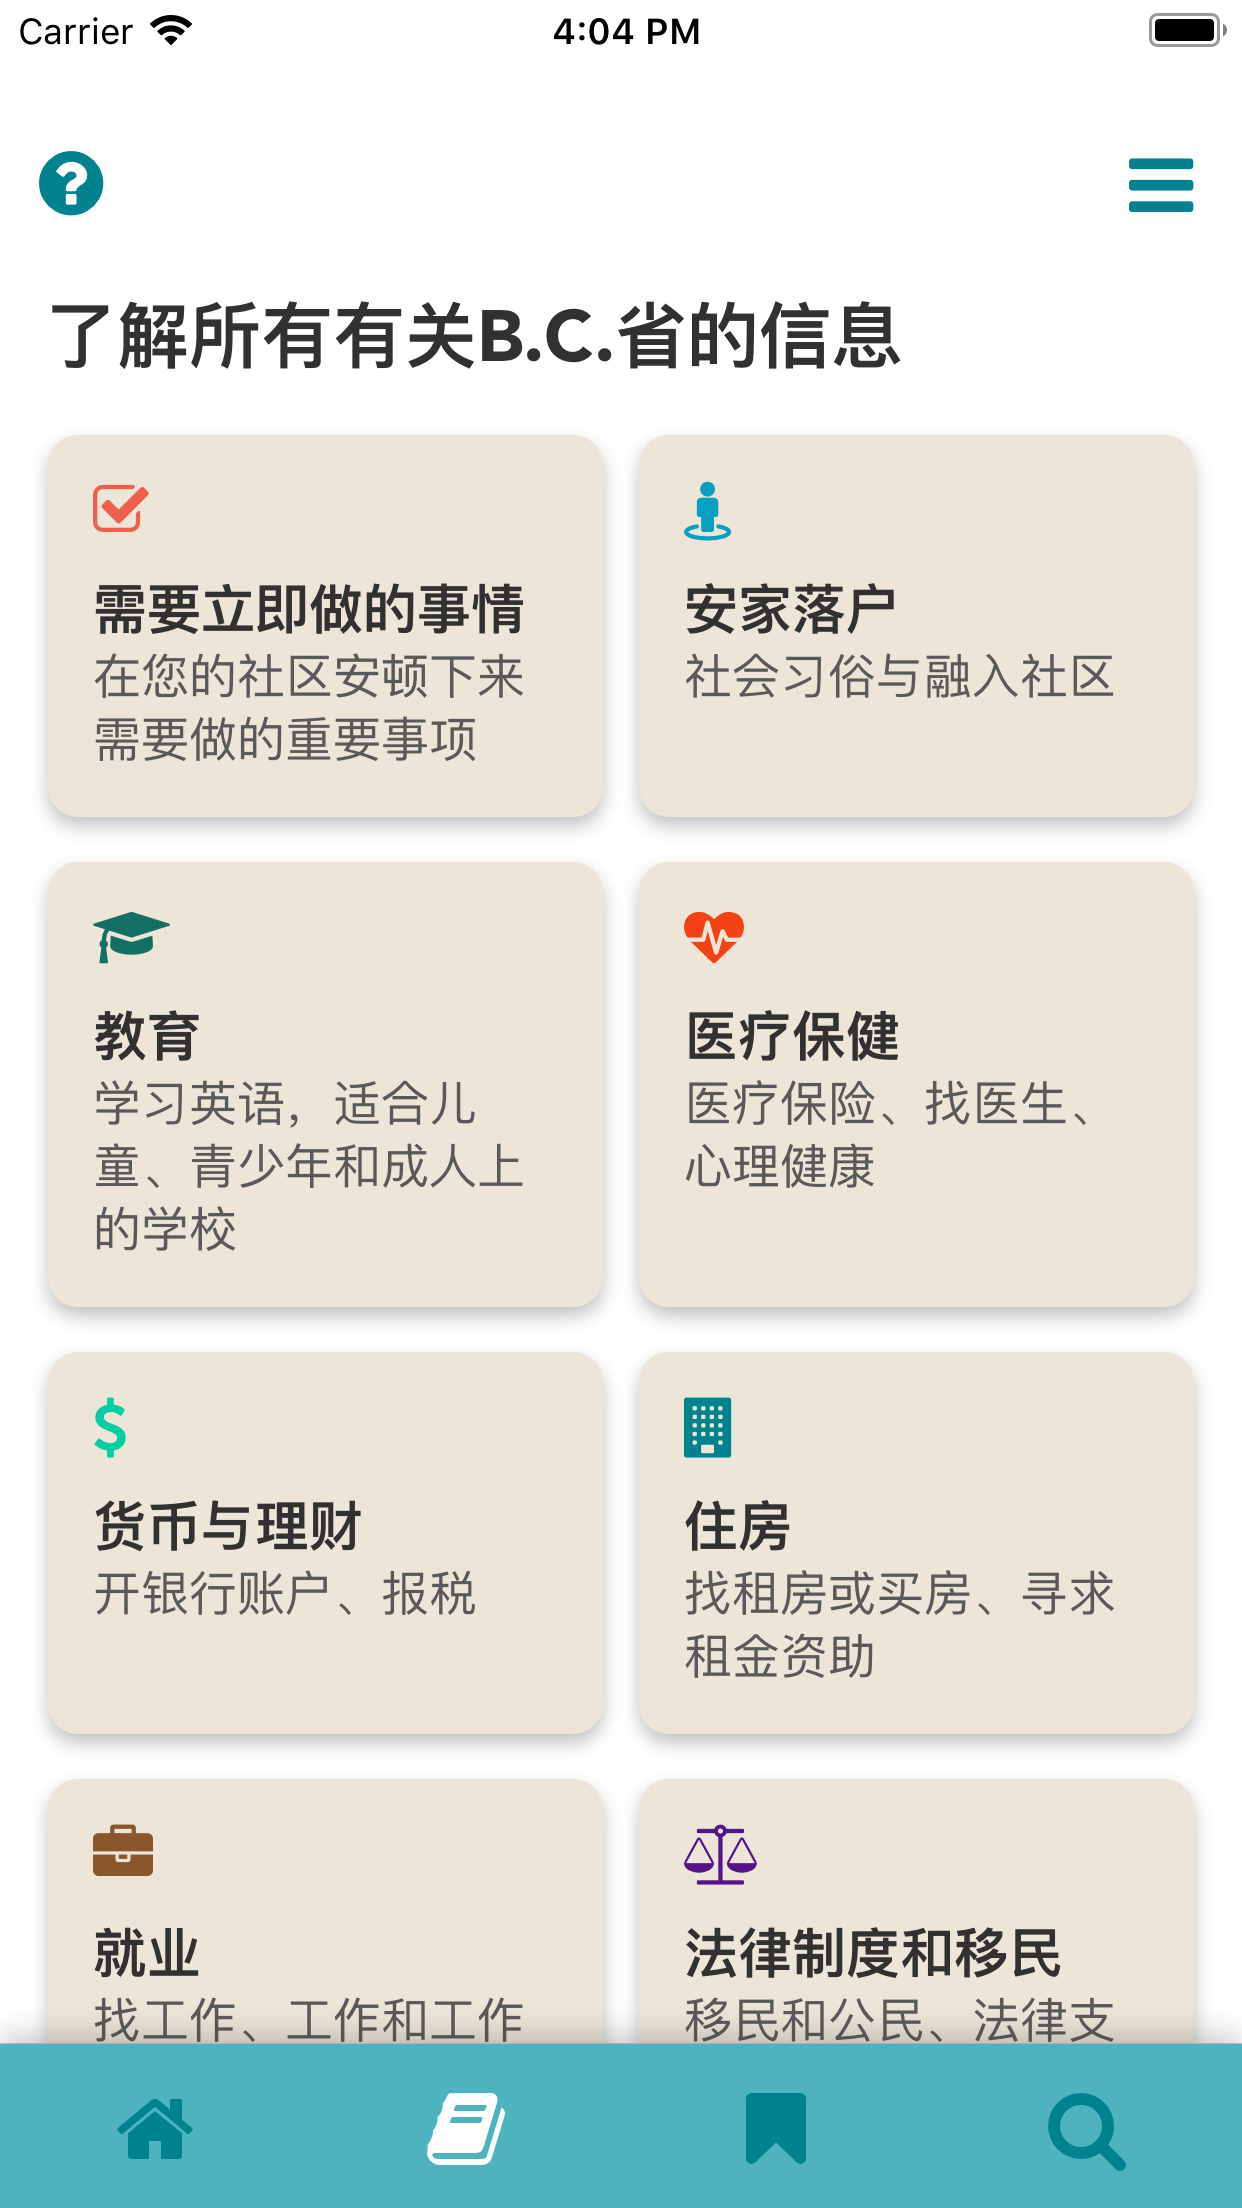 Carrier 4:04 PM
了解所有有关B.C.省的信息
需要立即做的事情
在您的社区安顿下来
需要做的重要事项
安家落户
社会习俗与融入社区
教育
学习英语，适合儿
童、青少年和成人上
的学校
医疗保健
医疗保险、找医生、
心理健康
货币与理财
开银行账户、报税
住房
找租房或买房、寻求
租金资助
就业
找工作、工作和工作
法律制度和移民
移民和公民、法律支